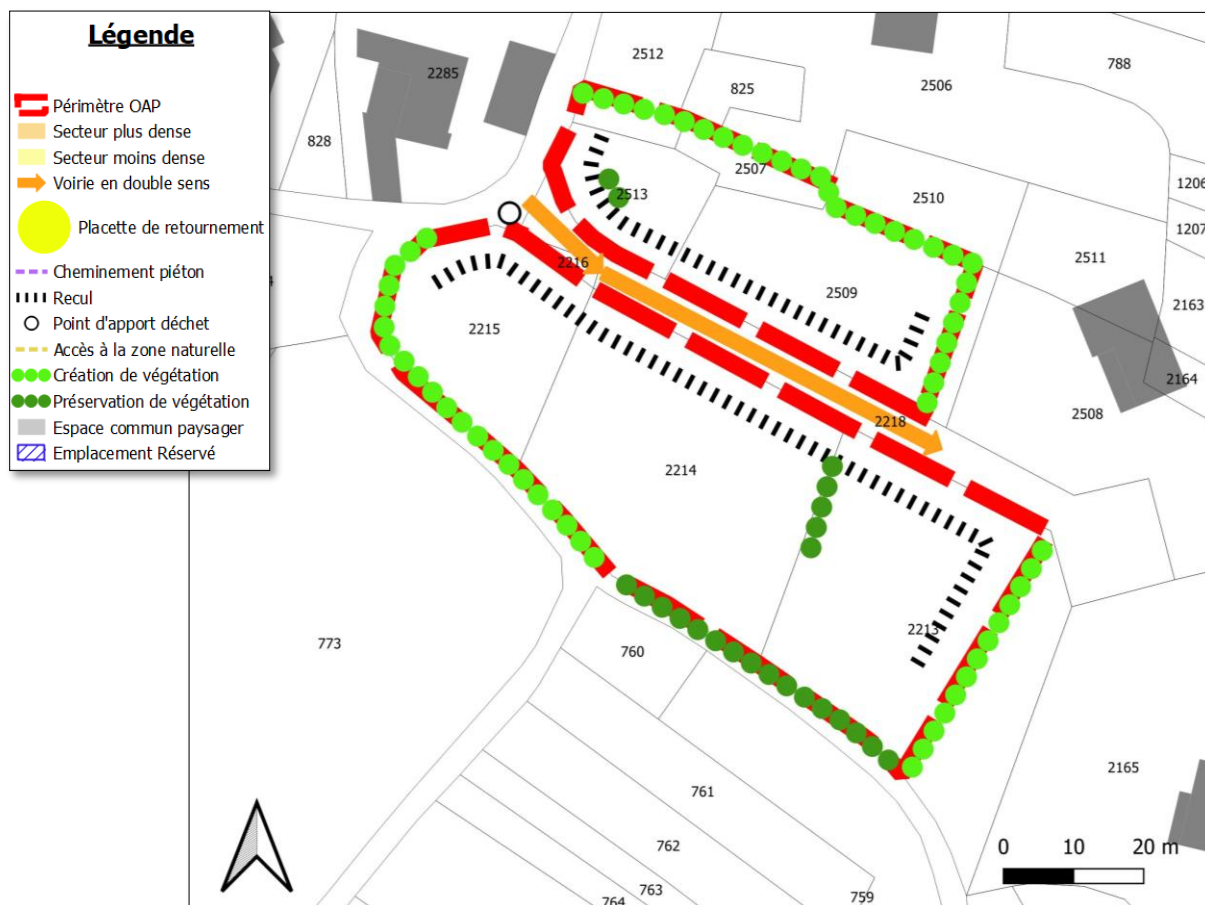 Légende
Périmètre OAP
Secteur plus dense
Secteur moins dense
Voirie en double sens
Placette de retournement
Cheminement piéton
Recul
Point d'apport déchet
Accès à la zone naturelle
Création de végétation
Préservation de végétation
Espace commun paysager
Emplacement Réservé
2512
788
2285
825
2506
828
1206
2507
2513
2510
1207
2511
2216
2509
2163
2215
2164
2508
2218
2214
2213
773
760
2165
761
762
763
759
764
0 10 20 m